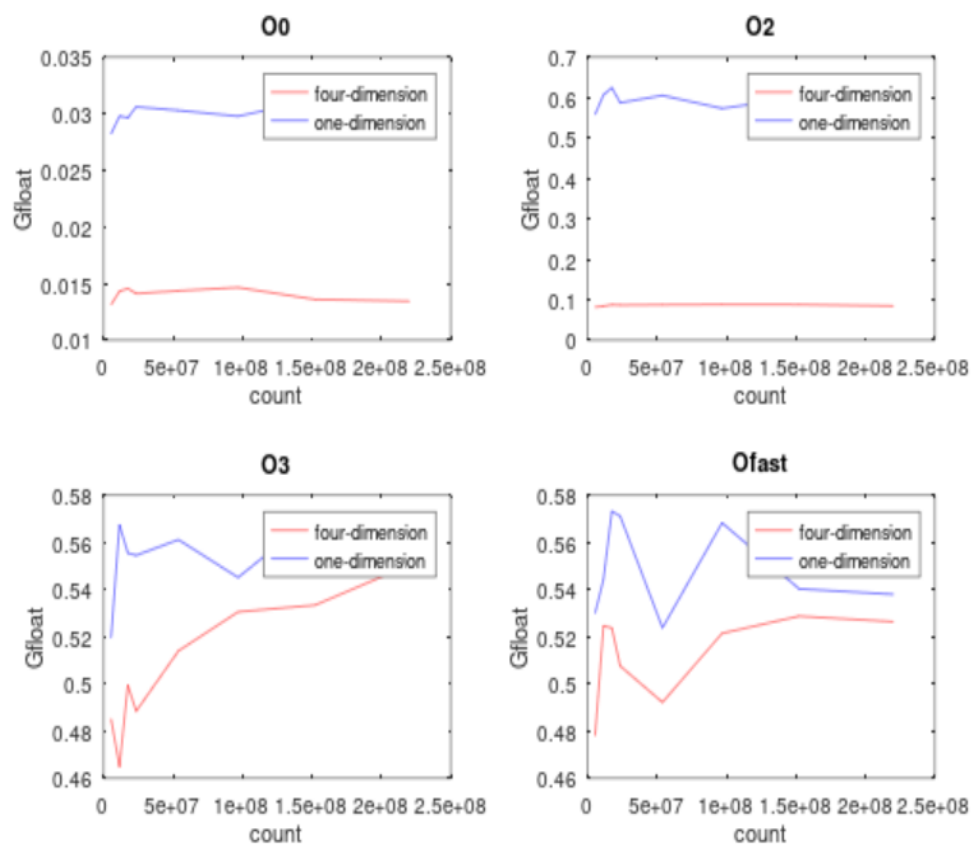 O0
0.035
0.03
0.025
0.02
0.015
0.01
Gfloat
four-dimension
one-dimension
0 5e+07 1e+08 1.5e+08 2e+08 2.5e+08
count
O2
0.7
0.6
0.5
0.4
0.3
0.2
0.1
0
Gfloat
four-dimension
one-dimension
0 5e+07 1e+08 1.5e+08 2e+08 2.5e+08
count
O3
0.58
0.56
0.54
0.52
0.5
0.48
0.46
Gfloat
four-dimension
one-dimension
0 5e+07 1e+08 1.5e+08 2e+08 2.5e+08
count
Ofast
0.58
0.56
0.54
0.52
0.5
0.48
0.46
Gfloat
four-dimension
one-dimension
0 5e+07 1e+08 1.5e+08 2e+08 2.5e+08
count